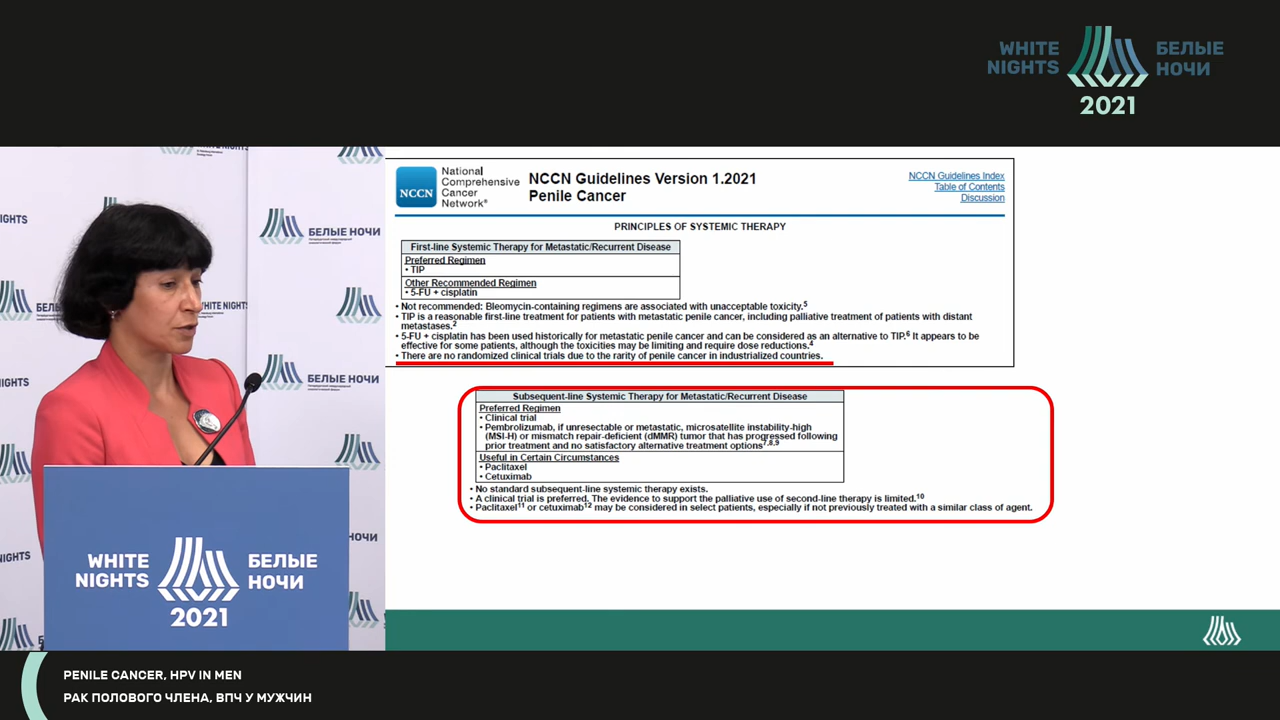 WHITE NIGHTS
БЕЛЫЕ НОЧИ
2021
NCCN
National Comprehensive Cancer Network®
NCCN Guidelines Version 1.2021
Penile Cancer
NCCN Guidelines Index
Table of Contents
Discussion
PRINCIPLES OF SYSTEMIC THERAPY
First-line Systemic Therapy for Metastatic/Recurrent Disease
Preferred Regimen
• TIP
Other Recommended Regimen
• 5-FU + cisplatin
• Not recommended: Bleomycin-containing regimens are associated with unacceptable toxicity.5
• TIP is a reasonable first-line treatment for patients with metastatic penile cancer, including palliative treatment of patients with distant
metastases.2
• 5-FU + cisplatin has been used historically for metastatic penile cancer and can be considered as an alternative to TIP.6 It appears to be
effective for some patients, although the toxicities may be limiting and require dose reductions.4
• There are no randomized clinical trials due to the rarity of penile cancer in industrialized countries.
Subsequent-line Systemic Therapy for Metastatic/Recurrent Disease
Preferred Regimen
• Clinical trial
• Pembrolizumab, if unresectable or metastatic, microsatellite instability-high
(MSI-H) or mismatch repair-deficient (dMMR) tumor that has progressed following
prior treatment and no satisfactory alternative treatment options7,8,9
Useful in Certain Circumstances
• Paclitaxel
• Cetuximab
• No standard subsequent-line systemic therapy exists.
• A clinical trial is preferred. The evidence to support the palliative use of second-line therapy is limited.10
• Paclitaxel11 or cetuximab12 may be considered in select patients, especially if not previously treated with a similar class of agent.
NIGHTS
БЕЛЫЕ НОЧИ
WHITE NIGHTS
БЕЛЫЕ НОЧИ
НОЧИ
WHITE NIGHTS
БЕЛЫЕ НОЧИ
2021
PENILE CANCER, HPV IN MEN
РАК ПОЛОВОГО ЧЛЕНА, ВПЧ У МУЖЧИН